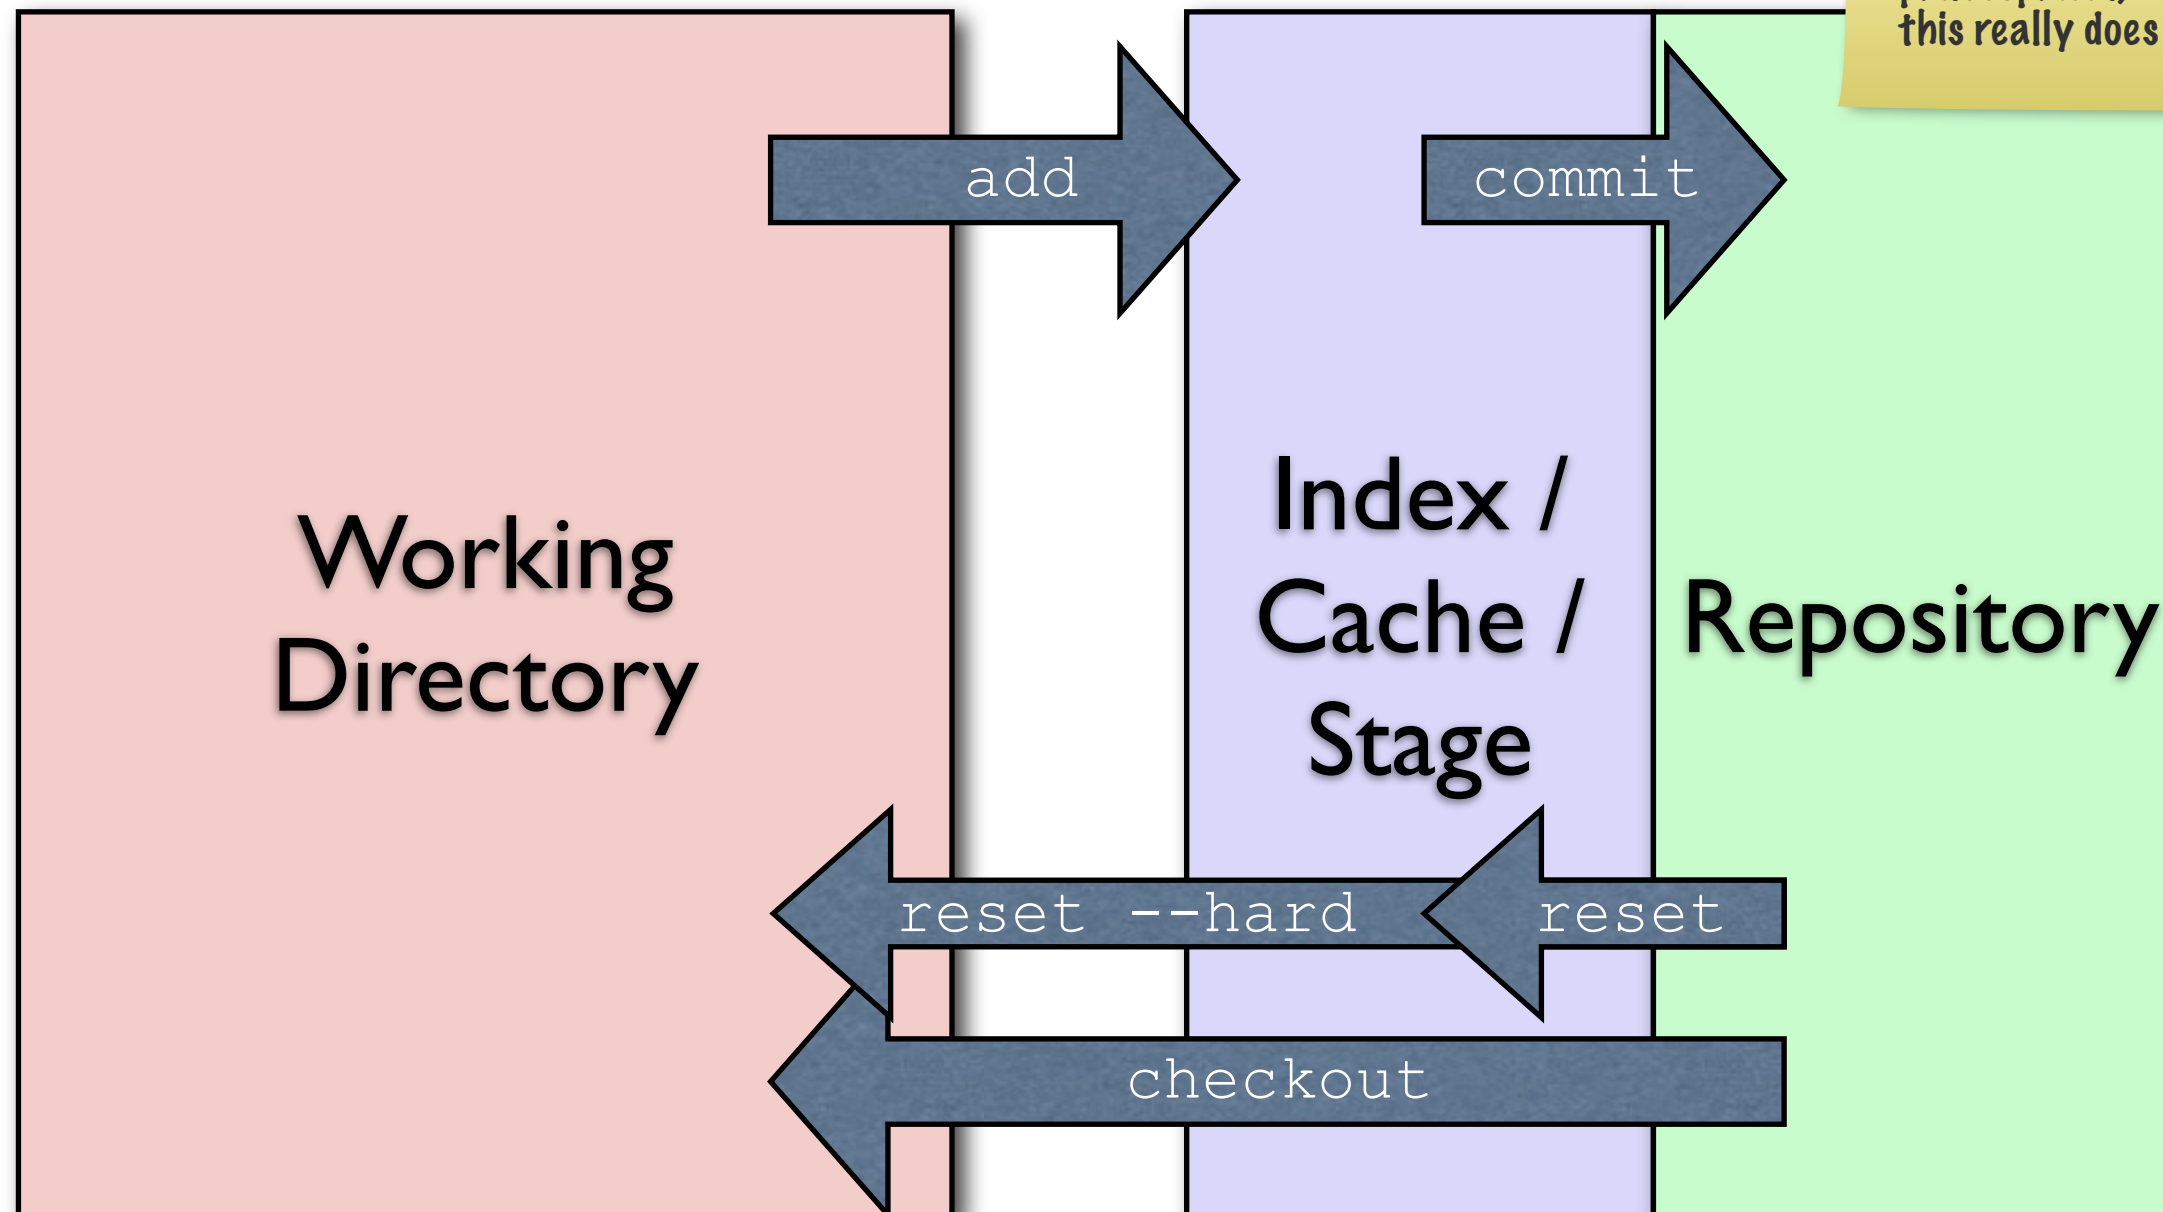 this really does
add
commit
Working
Directory
Index /
Cache /
Stage
Repository
reset --hard
reset
checkout